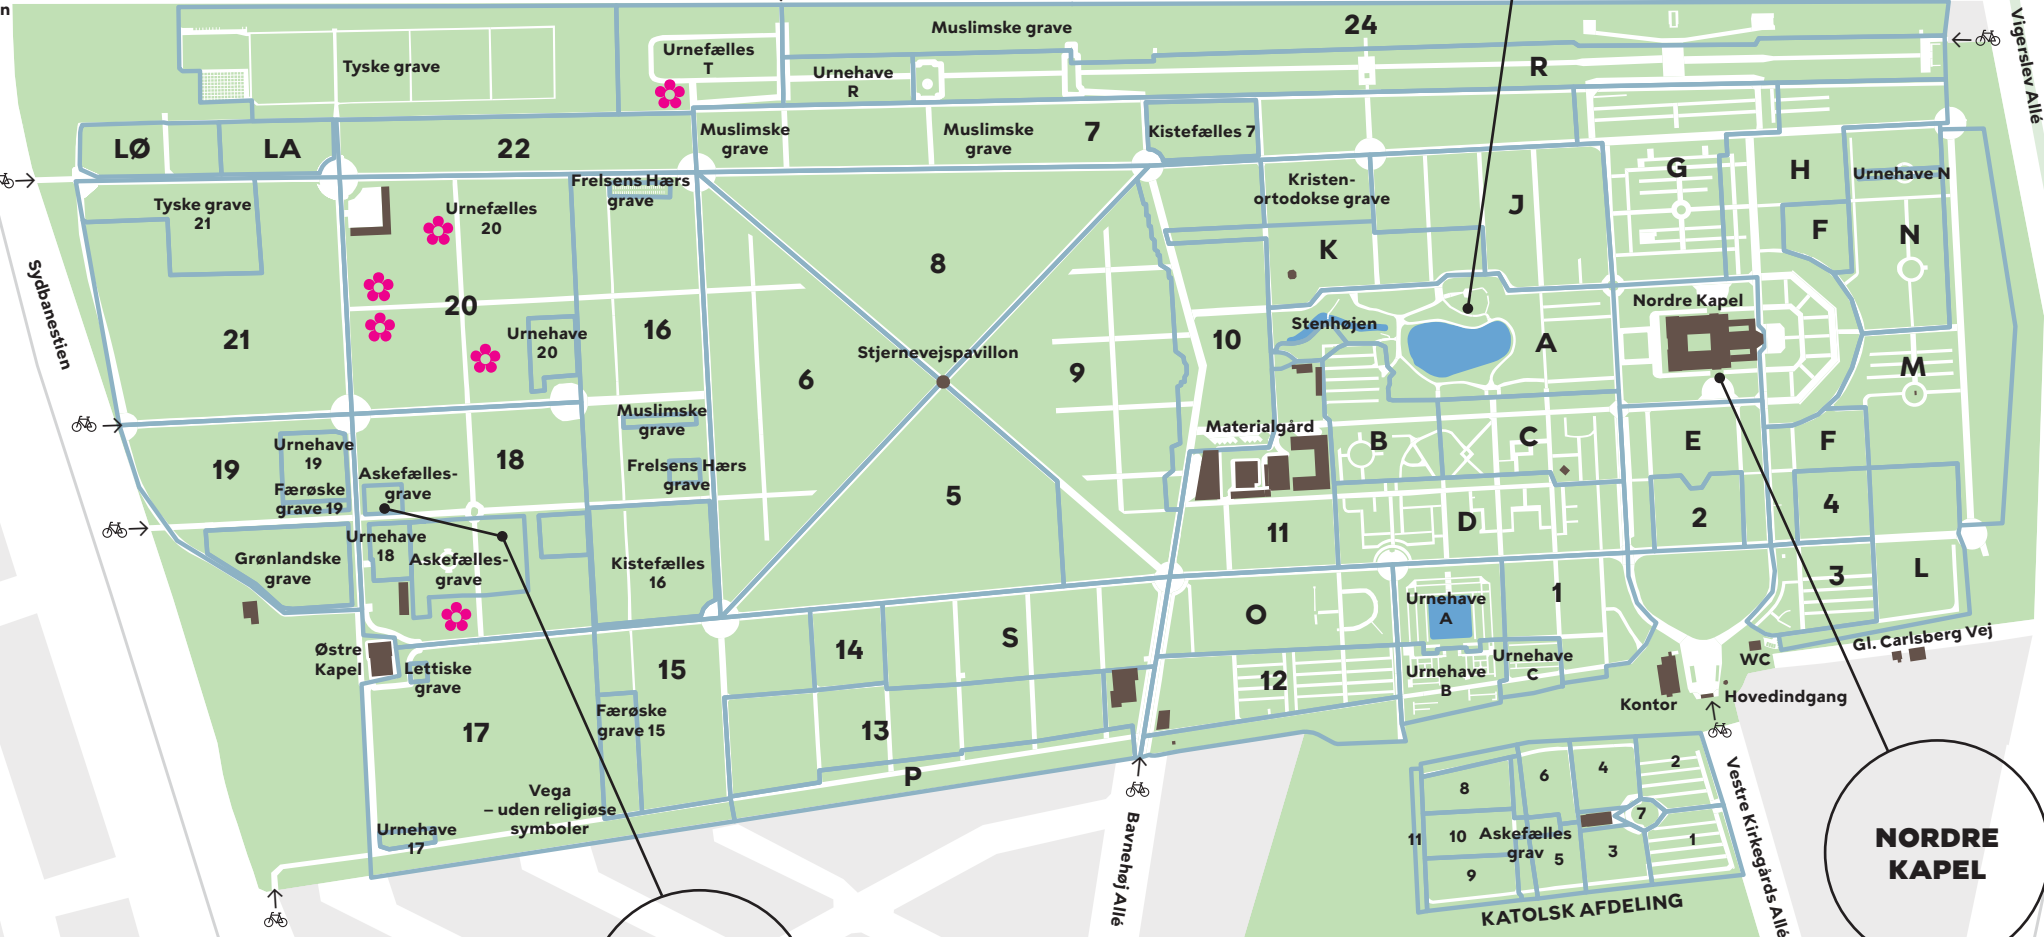 n
Muslimske grave
24
Vigerslev Allé
Tyske grave
Urnefælles
T
Urnehave
R
R
LØ
LA
22
Muslimske
grave
Muslimske
grave
7
Kistefælles 7
G
H
Urnehave N
Frelsens Hærs
grave
Kristen-
ortodokse grave
J
Tyske grave
21
Urnefælles
20
8
K
F
N
Sydbanestien
20
21
Urnehave
20
16
Stjernevejspavillon
6
9
10
Stenhøjen
A
Nordre Kapel
M
Muslimske
grave
Materialgård
B
C
E
F
19
Urnehave
19
Færøske
grave 19
Askefælles-
grave
18
Frelsens Hærs
grave
5
11
D
2
4
Grønlandske
grave
Urnehave
18
Askefælles-
grave
Kistefælles
16
O
Urnehave
A
1
3
L
Østre
Kapel
Lettiske
grave
15
14
S
12
Urnehave
B
Urnehave
C
WC
Gl. Carlsberg Vej
Kontor
Hovedindgang
17
Færøske
grave 15
13
P
Vega
– uden religiøse
symboler
Urnehave
17
Bavnehøj Allé
Vestre Kirkegårds Allé
8
6
4
2
7
11
10
Askefælles
grav
5
3
1
9
KATOLSK AFDELING
NORDRE
KAPEL